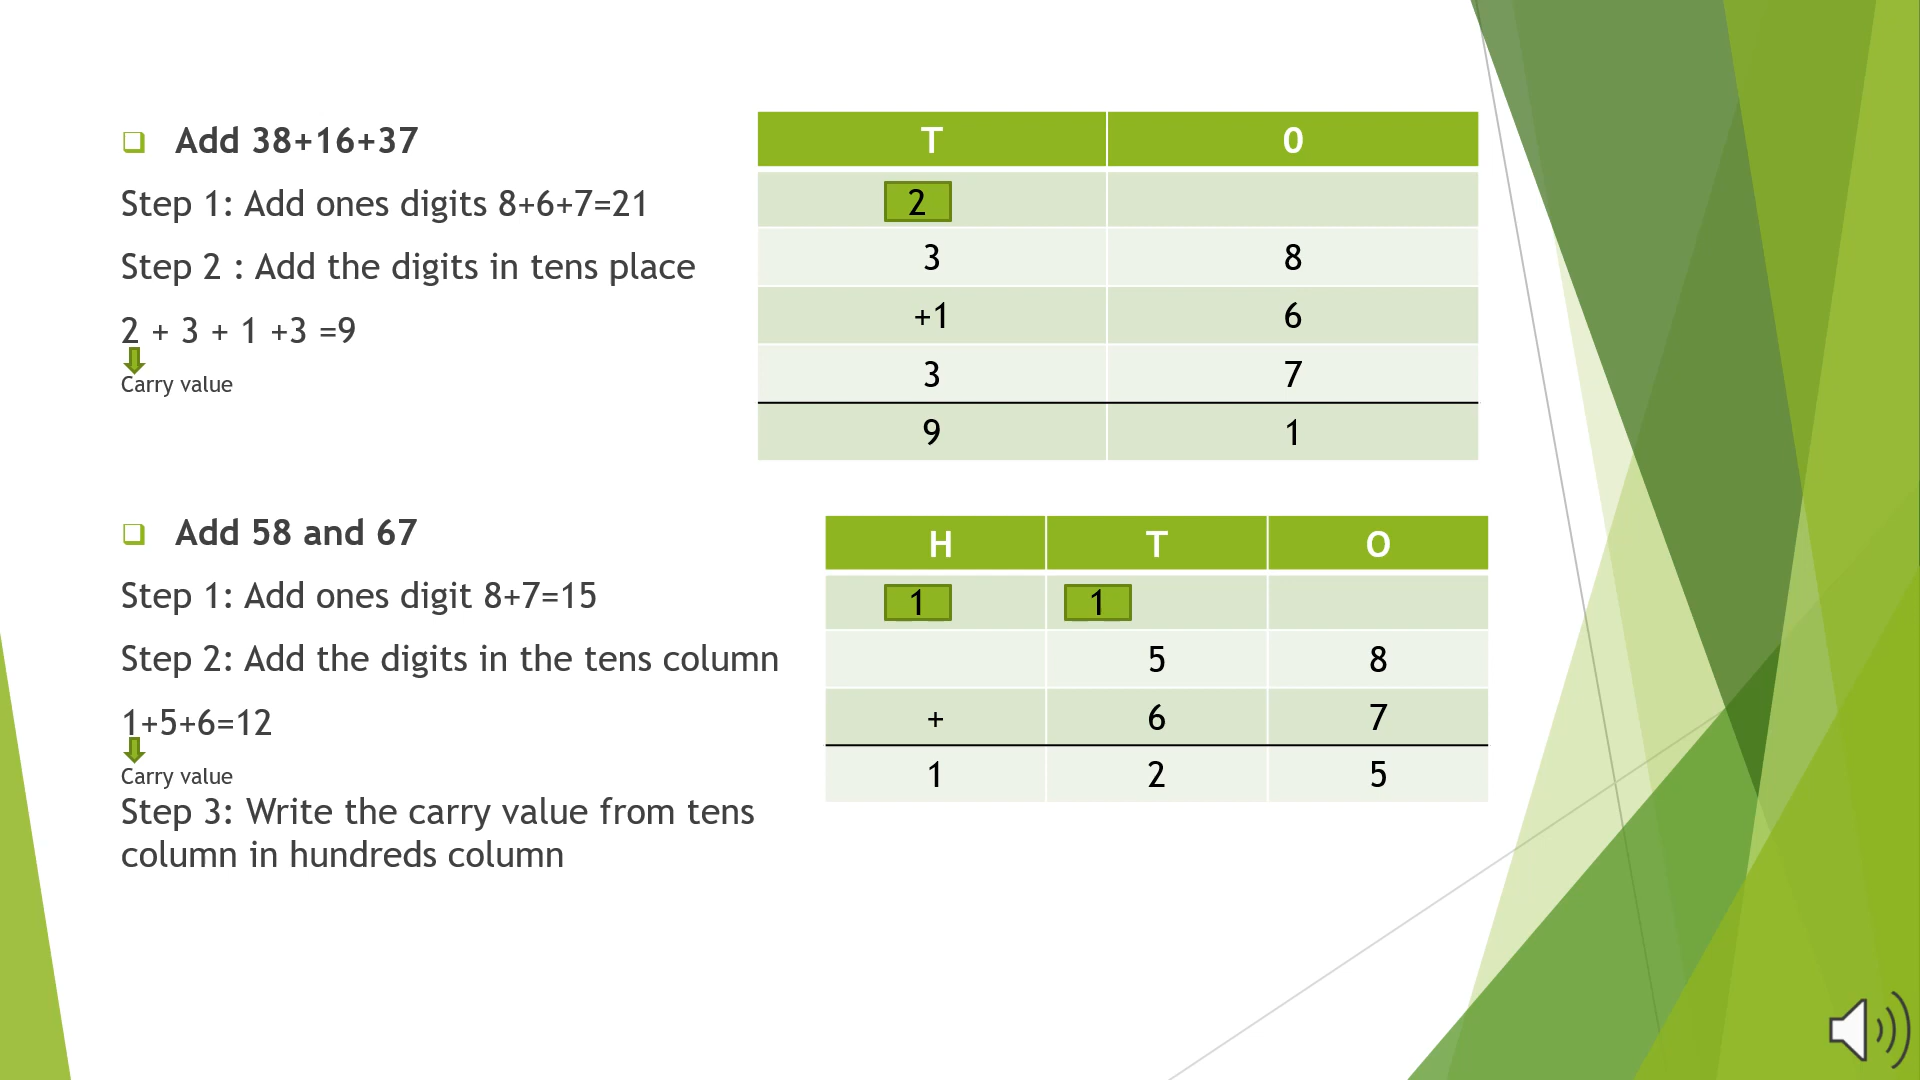 Add 38+16+37
Step 1: Add ones digits 8+6+7=21
Step 2 : Add the digits in tens place
2 + 3 + 1 +3 =9
Carry value
T 0
2
3 8
+1 6
3 7
9 1
Add 58 and 67
Step 1: Add ones digit 8+7=15
Step 2: Add the digits in the tens column
1+5+6=12
Carry value
Step 3: Write the carry value from tens
column in hundreds column
H T O
1 1
5 8
+ 6 7
1 2 5